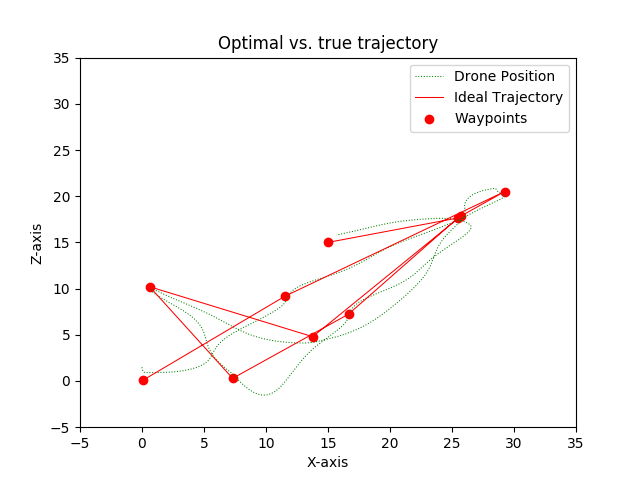 Optimal vs. true trajectory
Drone Position
Ideal Trajectory
Waypoints
35
30
25
20
15
10
5
0
−5
Z-axis
−5 0 5 10 15 20 25 30 35
X-axis